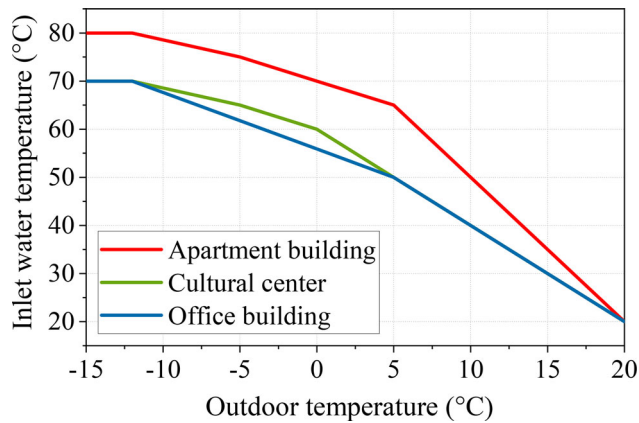 Inlet water temperature (°C)
80
70
60
50
40
30
20
Apartment building
Cultural center
Office building
-15 -10 -5 0 5 10 15 20
Outdoor temperature (°C)